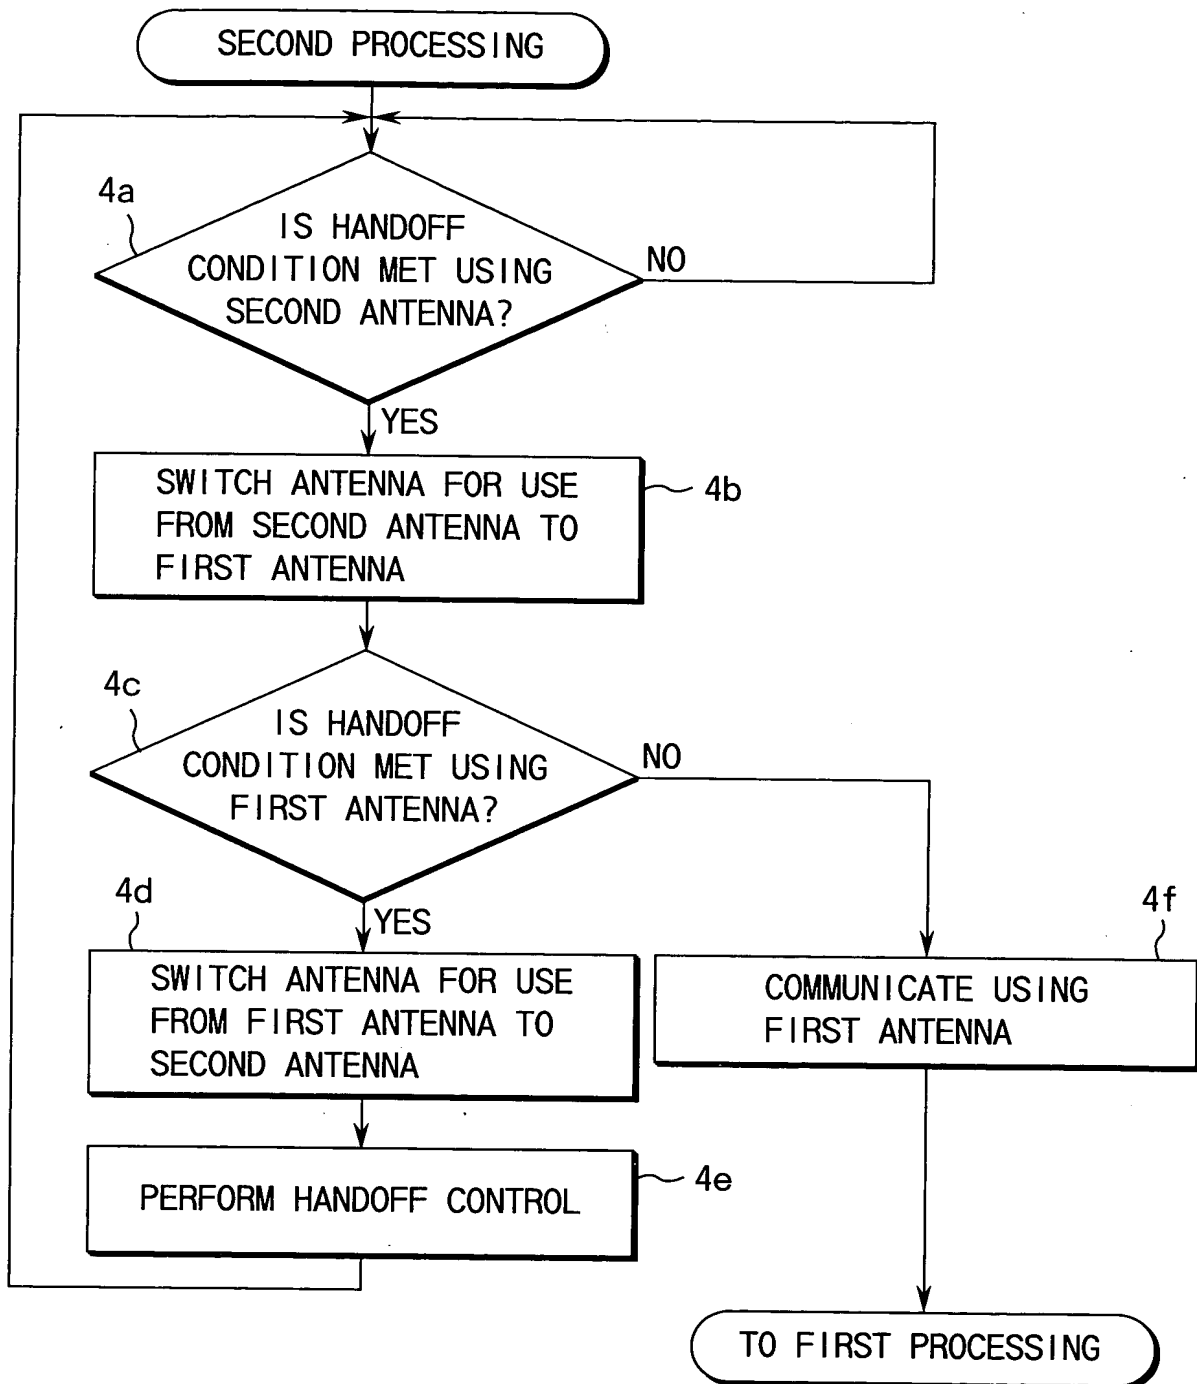 SECOND PROCESSING
4a
IS HANDOFF
CONDITION MET USING
SECOND ANTENNA?
NO
YES
SWITCH ANTENNA FOR USE
FROM SECOND ANTENNA TO
FIRST ANTENNA
4b
4c
IS HANDOFF
CONDITION MET USING
FIRST ANTENNA?
NO
YES
4d
SWITCH ANTENNA FOR USE
FROM FIRST ANTENNA TO
SECOND ANTENNA
4f
COMMUNICATE USING
FIRST ANTENNA
PERFORM HANDOFF CONTROL
4e
TO FIRST PROCESSING